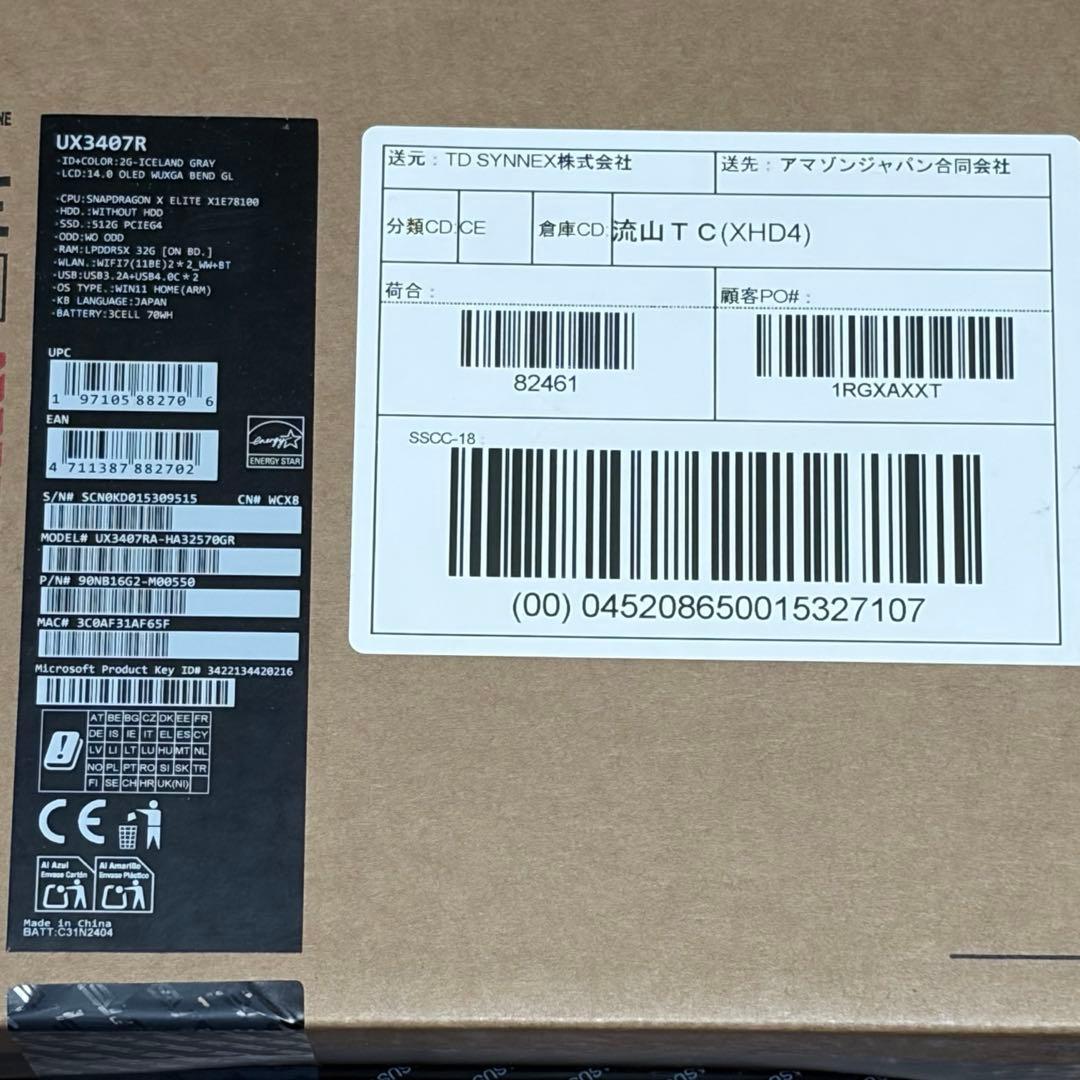 UX3407R
-ID+COLOR:2G-ICELAND GRAY
-LCD:14.0 OLED WUXGA BEND GL
-CPU:SNAPDRAGON X ELITE X1E78100
-HDD.:WITHOUT HDD
-SSD.:512G PCIEG4
-ODD:WO ODD
-RAM:LPDDR5X 32G [ON BD.]
-WLAN.:WIFI7(11BE)2*2_WW+BT
-USB:USB3.2A+USB4.0C*2
-OS TYPE.:WIN11 HOME(ARM)
-KB LANGUAGE:JAPAN
-BATTERY:3CELL 70WH
UPC
1 97105 88270 6
EAN
4 711387 882702
energy
ENERGY STAR
S/N# SCN0KD015309515 CN# WCX8
MODEL# UX3407RA-HA32570GR
P/N# 90NB16G2-M00550
MAC# 3C0AF31AF65F
Microsoft Product Key ID# 3422134420216
AT BE BG CZ DK EE FR
DE IS IE IT EL ES CY
LV LI LT LU HU MT NL
NO PL PT RO SI SK TR
FI SE CH HR UK(NI)
CE
Al Azul
Envase Cartón
Al Amarillo
Envase Plástico
Made in China
BATT:C31N2404
送元：TD SYNNEX株式会社
送先：アマゾンジャパン合同会社
分類CD CE
倉庫CD: 流山ＴＣ(XHD4)
荷合：
82461
顧客PO#：
1RGXAXXT
SSCC-18：
(00) 045208650015327107